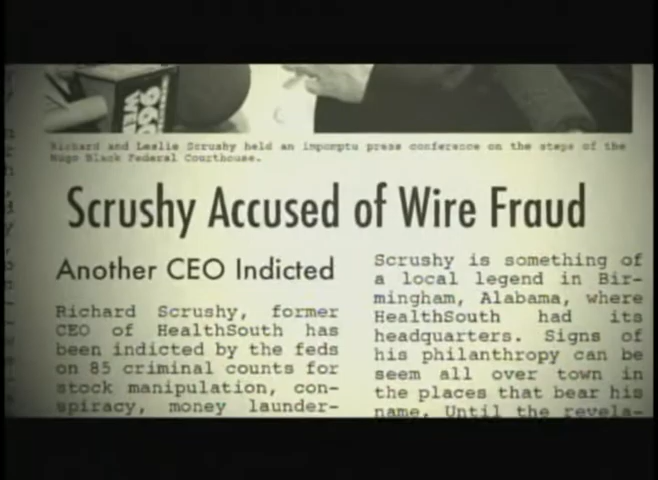 960
WE
Richard and Leslie Scrushy held an impomptu press conference on the steps of the
Hugo Black Federal Courthouse.
Scrushy Accused of Wire Fraud
Another CEO Indicted
Richard Scrushy, former
CEO of HealthSouth has
been indicted by the feds
on 85 criminal counts for
stock manipulation, con-
spiracy, money launder-
Scrushy is something of
a local legend in Bir-
mingham, Alabama, where
HealthSouth had its
headquarters. Signs of
his philanthropy can be
seem all over town in
the places that bear his
name. Until the revela-